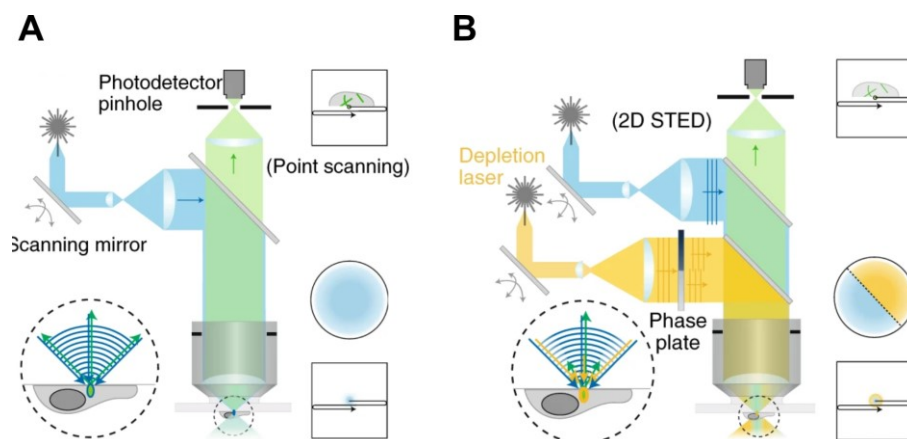 A
Photodetector
pinhole
(Point scanning)
Scanning mirror
B
(2D STED)
Depletion
laser
Phase
plate